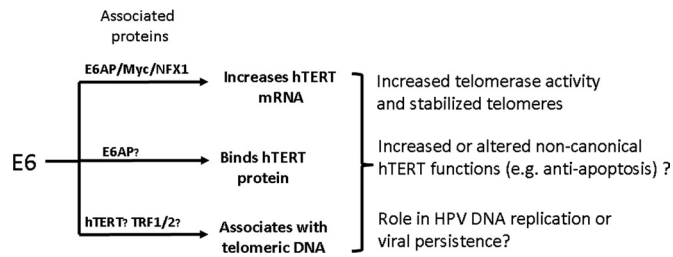 Associated
proteins
E6AP/Myc/NFX1
Increases hTERT
mRNA
Increased telomerase activity
and stabilized telomeres
E6
E6AP?
Binds hTERT
protein
Increased or altered non-canonical
hTERT functions (e.g. anti-apoptosis) ?
hTERT? TRF1/2?
Associates with
telomeric DNA
Role in HPV DNA replication or
viral persistence?